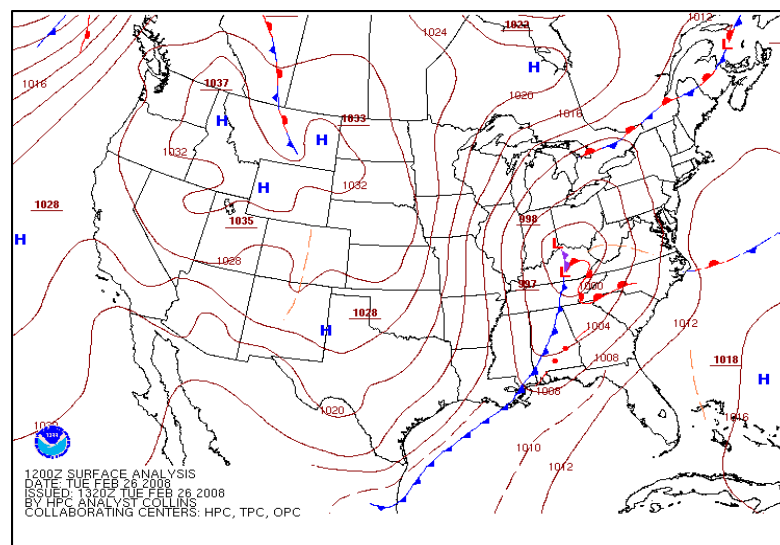 1012
1022
L
1024
H
1016
1037
1020
1033
1016
H
H
1032
H
1032
1028
1035
998
H
L
L
1028
997
1000
1028
1012
H
1004
1008
1018
H
1020
1008
1016
1010
1012
1200Z SURFACE ANALYSIS
DATE: TUE FEB 26 2008
ISSUED: 1320Z TUE FEB 26 2008
BY HPC ANALYST COLLINS
COLLABORATING CENTERS: HPC, TPC, OPC